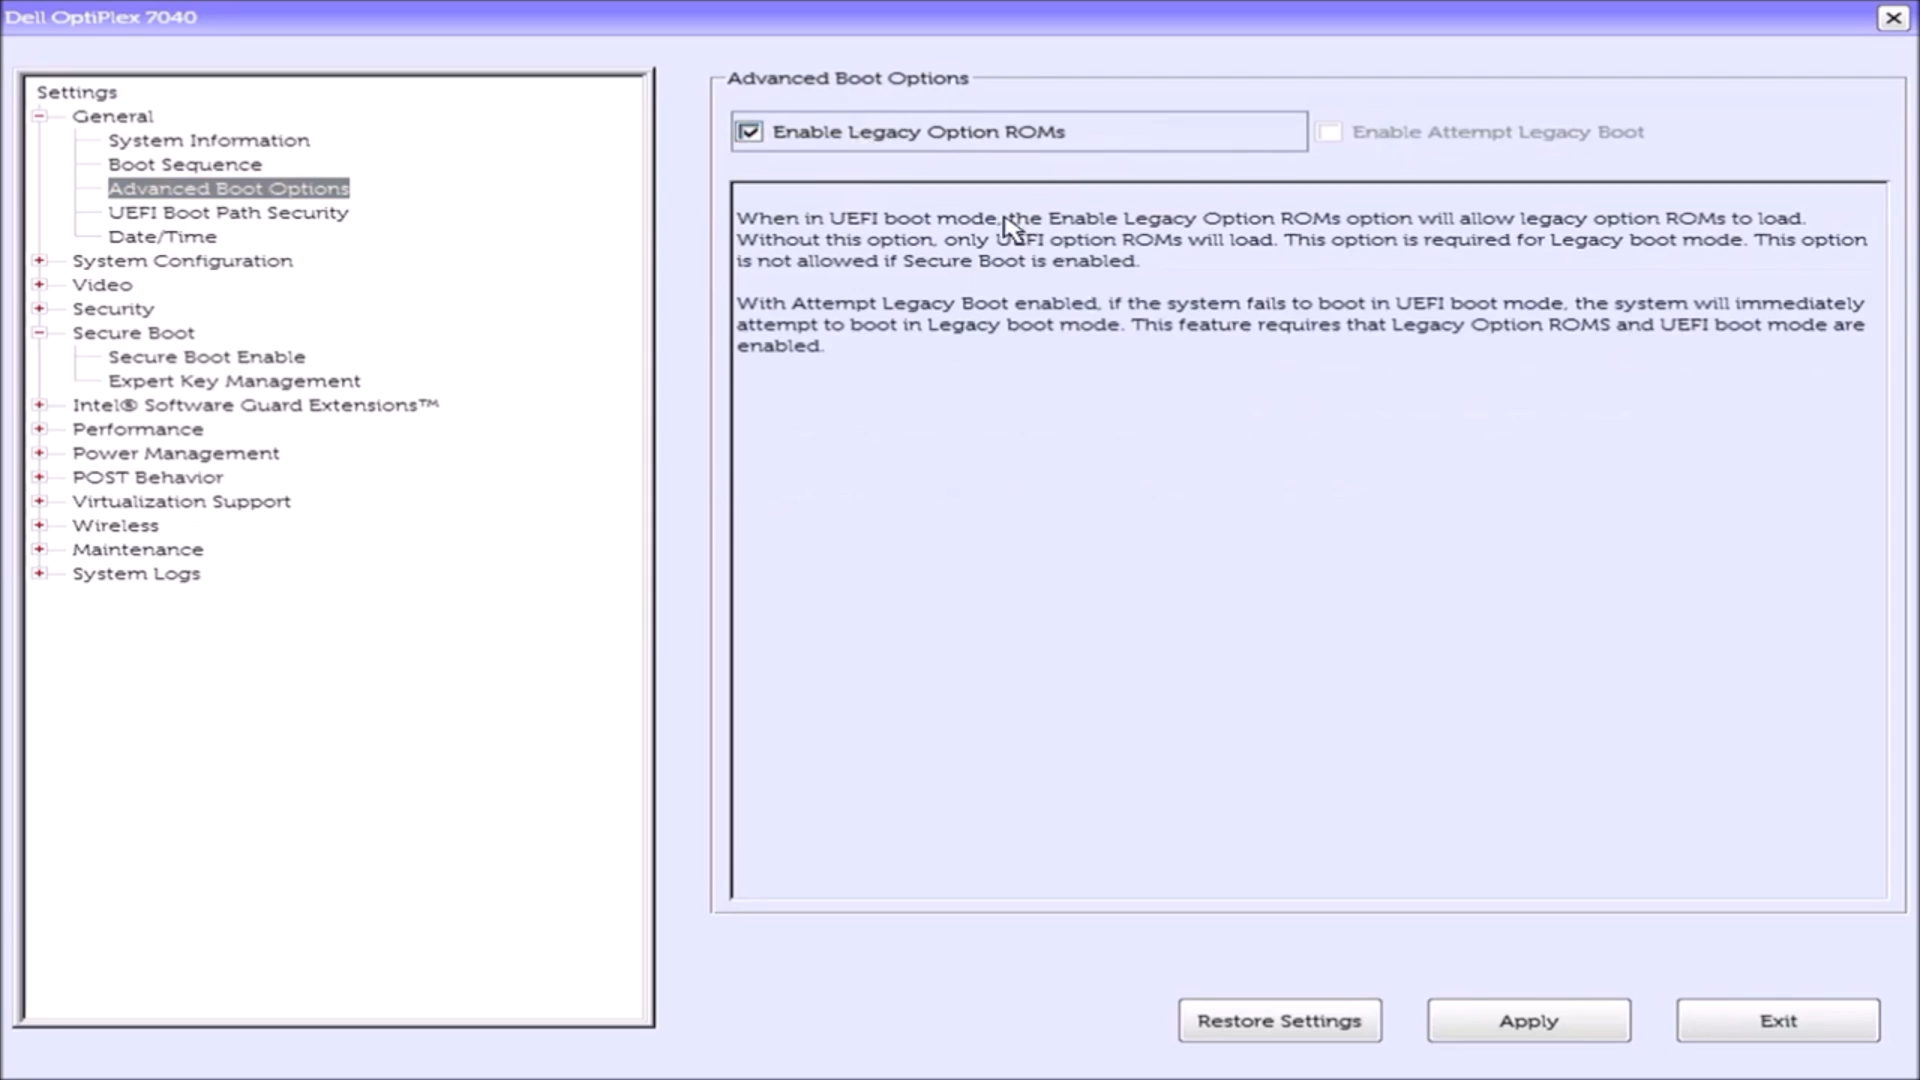 Dell OptiPlex 7040
Settings
General
System Information
Boot Sequence
Advanced Boot Options
UEFI Boot Path Security
Date/Time
System Configuration
Video
Security
Secure Boot
Secure Boot Enable
Expert Key Management
Intel® Software Guard Extensions™
Performance
Power Management
POST Behavior
Virtualization Support
Wireless
Maintenance
System Logs
Advanced Boot Options
Enable Legacy Option ROMs
Enable Attempt Legacy Boot
When in UEFI boot mode, the Enable Legacy Option ROMs option will allow legacy option ROMs to load.
Without this option, only UEFI option ROMs will load. This option is required for Legacy boot mode. This option
is not allowed if Secure Boot is enabled.
With Attempt Legacy Boot enabled, if the system fails to boot in UEFI boot mode, the system will immediately
attempt to boot in Legacy boot mode. This feature requires that Legacy Option ROMS and UEFI boot mode are
enabled.
Restore Settings
Apply
Exit